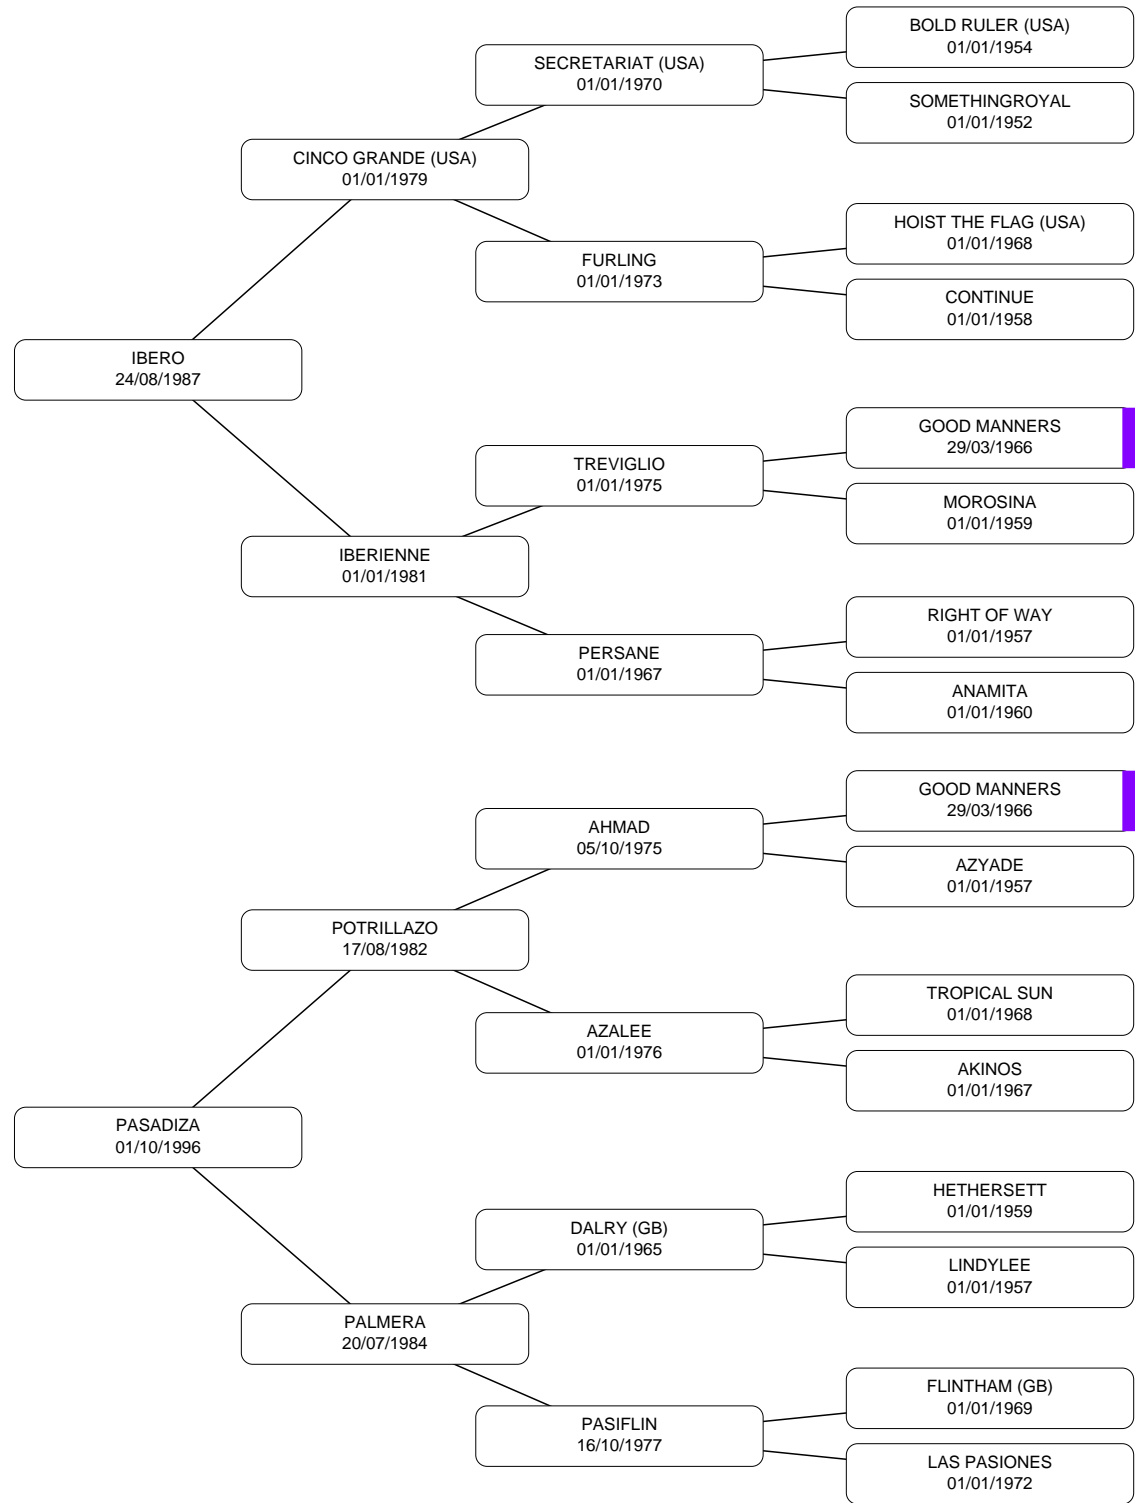 BOLD RULER (USA)
01/01/1954
SECRETARIAT (USA)
01/01/1970
SOMETHINGROYAL
01/01/1952
CINCO GRANDE (USA)
01/01/1979
HOIST THE FLAG (USA)
01/01/1968
FURLING
01/01/1973
CONTINUE
01/01/1958
IBERO
24/08/1987
GOOD MANNERS
29/03/1966
TREVIGLIO
01/01/1975
MOROSINA
01/01/1959
IBERIENNE
01/01/1981
RIGHT OF WAY
01/01/1957
PERSANE
01/01/1967
ANAMITA
01/01/1960
GOOD MANNERS
29/03/1966
AHMAD
05/10/1975
AZYADE
01/01/1957
POTRILLAZO
17/08/1982
TROPICAL SUN
01/01/1968
AZALEE
01/01/1976
AKINOS
01/01/1967
PASADIZA
01/10/1996
HETHERSETT
01/01/1959
DALRY (GB)
01/01/1965
LINDYLEE
01/01/1957
PALMERA
20/07/1984
FLINTHAM (GB)
01/01/1969
PASIFLIN
16/10/1977
LAS PASIONES
01/01/1972